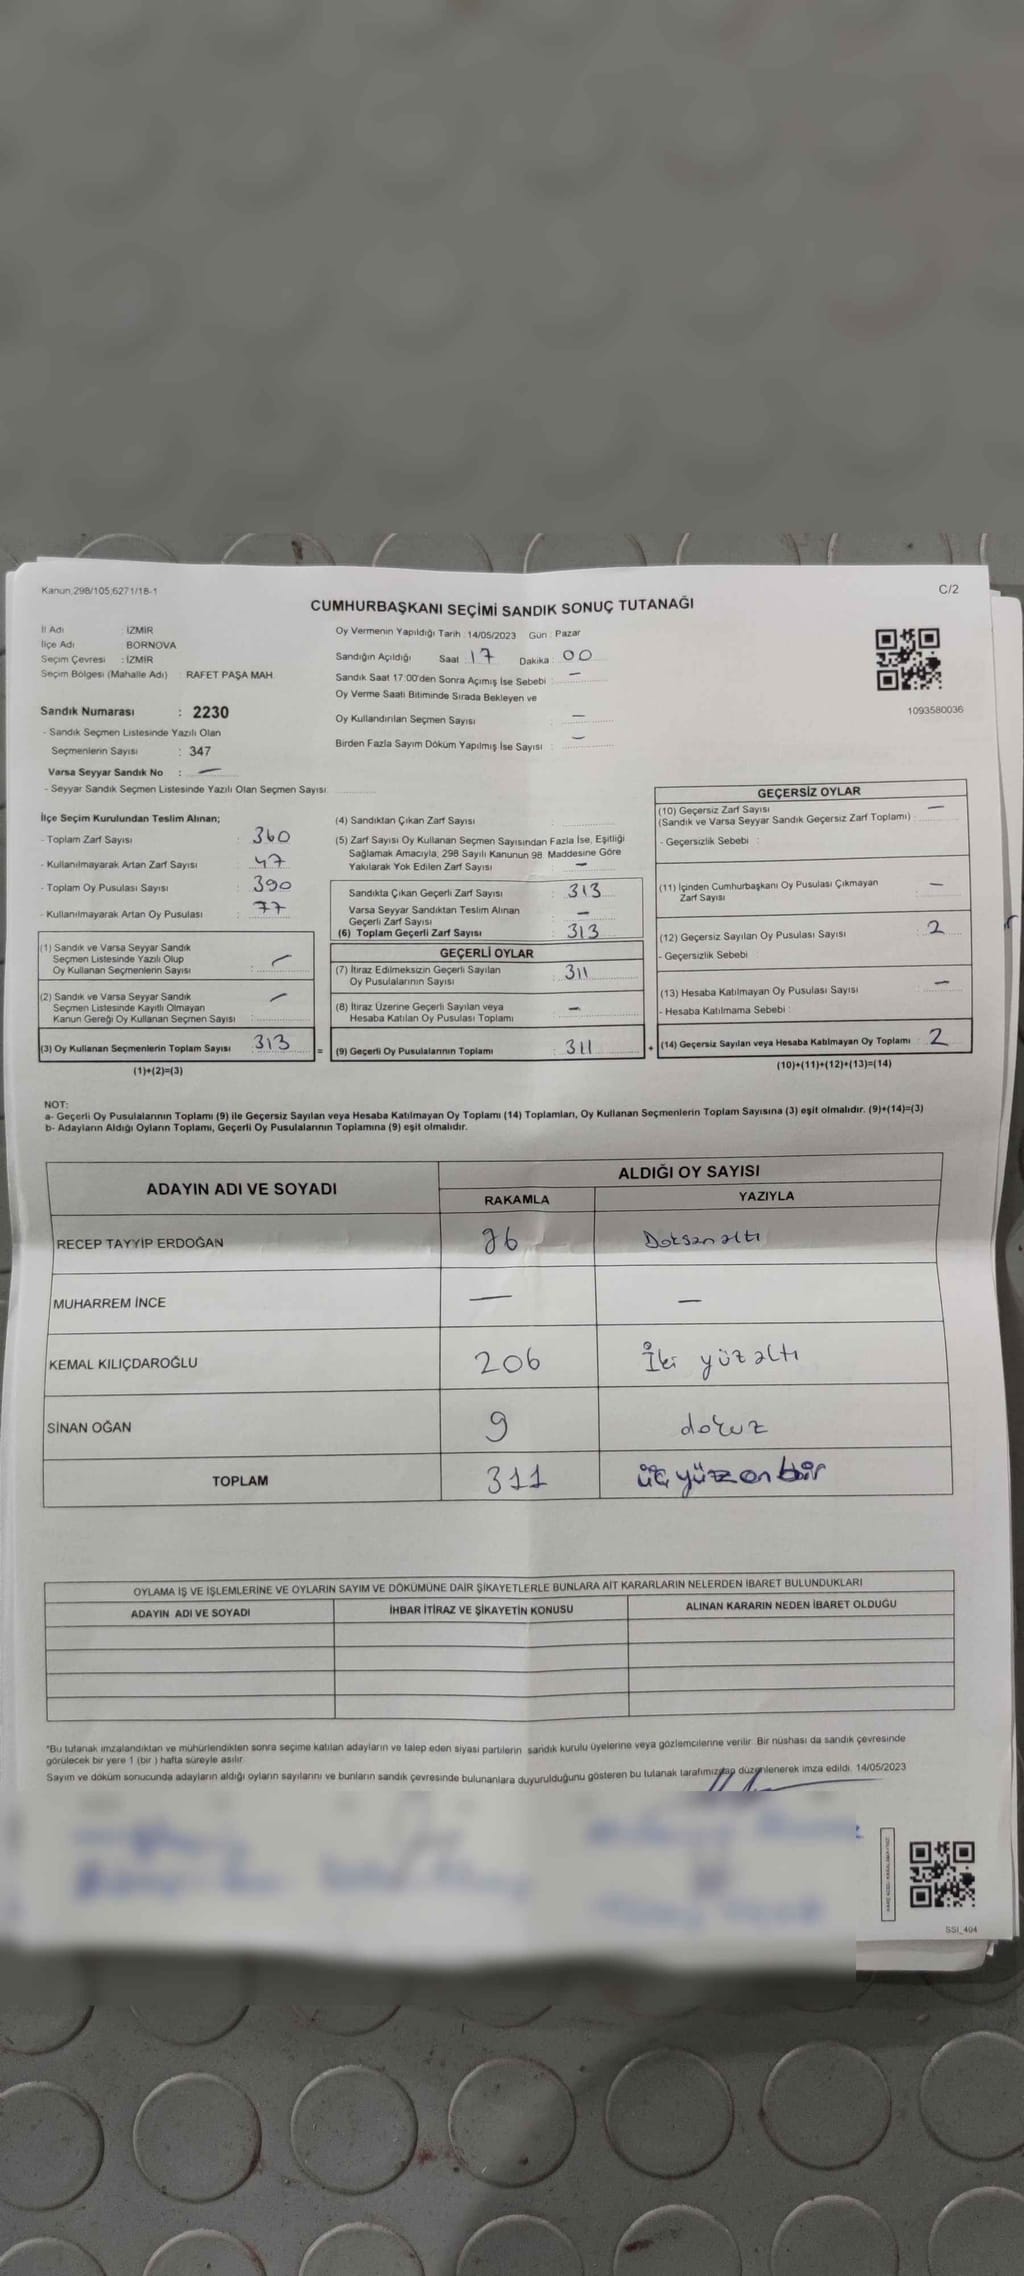 Kanun,298/105,6271/18-1
C/2
CUMHURBAŞKANI SEÇİMİ SANDIK SONUÇ TUTANAĞI
İl Adı : İZMİR
İlçe Adı : BORNOVA
Seçim Çevresi : İZMİR
Seçim Bölgesi (Mahalle Adı) : RAFET PAŞA MAH.
Sandık Numarası : 2230
- Sandık Seçmen Listesinde Yazılı Olan
Seçmenlerin Sayısı : 347
Varsa Seyyar Sandık No : —
- Seyyar Sandık Seçmen Listesinde Yazılı Olan Seçmen Sayısı:
Oy Vermenin Yapıldığı Tarih : 14/05/2023 Gün : Pazar
Sandığın Açıldığı Saat 17 Dakika : 00
Sandık Saat 17:00'den Sonra Açımış İse Sebebi : —
Oy Verme Saati Bitiminde Sırada Bekleyen ve
Oy Kullandırılan Seçmen Sayısı : —
Birden Fazla Sayım Döküm Yapılmış İse Sayısı : —
1093580036
İlçe Seçim Kurulundan Teslim Alınan;
- Toplam Zarf Sayısı : 360
- Kullanılmayarak Artan Zarf Sayısı : 47
- Toplam Oy Pusulası Sayısı : 390
- Kullanılmayarak Artan Oy Pusulası : 77
(1) Sandık ve Varsa Seyyar Sandık
Seçmen Listesinde Yazılı Olup
Oy Kullanan Seçmenlerin Sayısı : —
(2) Sandık ve Varsa Seyyar Sandık
Seçmen Listesinde Kayıtlı Olmayan
Kanun Gereği Oy Kullanan Seçmen Sayısı : —
(3) Oy Kullanan Seçmenlerin Toplam Sayısı : 313
(1)+(2)=(3)
(4) Sandıktan Çıkan Zarf Sayısı :
(5) Zarf Sayısı Oy Kullanan Seçmen Sayısından Fazla İse, Eşitliği
Sağlamak Amacıyla, 298 Sayılı Kanunun 98. Maddesine Göre
Yakılarak Yok Edilen Zarf Sayısı : —
Sandıkta Çıkan Geçerli Zarf Sayısı : 313
Varsa Seyyar Sandıktan Teslim Alınan
Geçerli Zarf Sayısı : —
(6) Toplam Geçerli Zarf Sayısı : 313
GEÇERLİ OYLAR
(7) İtiraz Edilmeksizin Geçerli Sayılan
Oy Pusulalarının Sayısı : 311
(8) İtiraz Üzerine Geçerli Sayılan veya
Hesaba Katılan Oy Pusulası Toplamı : —
= (9) Geçerli Oy Pusulalarının Toplamı : 311
GEÇERSİZ OYLAR
(10) Geçersiz Zarf Sayısı —
(Sandık ve Varsa Seyyar Sandık Geçersiz Zarf Toplamı) :
- Geçersizlik Sebebi :
(11) İçinden Cumhurbaşkanı Oy Pusulası Çıkmayan
Zarf Sayısı : —
(12) Geçersiz Sayılan Oy Pusulası Sayısı : 2
- Geçersizlik Sebebi :
(13) Hesaba Katılmayan Oy Pusulası Sayısı : —
- Hesaba Katılmama Sebebi :
+ (14) Geçersiz Sayılan veya Hesaba Katılmayan Oy Toplamı : 2
(10)+(11)+(12)+(13)=(14)
NOT:
a- Geçerli Oy Pusulalarının Toplamı (9) ile Geçersiz Sayılan veya Hesaba Katılmayan Oy Toplamı (14) Toplamları, Oy Kullanan Seçmenlerin Toplam Sayısına (3) eşit olmalıdır. (9)+(14)=(3)
b- Adayların Aldığı Oyların Toplamı, Geçerli Oy Pusulalarının Toplamına (9) eşit olmalıdır.
ADAYIN ADI VE SOYADI
ALDIĞI OY SAYISI
RAKAMLA YAZIYLA
RECEP TAYYİP ERDOĞAN 96 Doksan altı
MUHARREM İNCE — —
KEMAL KILIÇDAROĞLU 206 İki yüz altı
SİNAN OĞAN 9 dokuz
TOPLAM 311 üç yüz on bir
OYLAMA İŞ VE İŞLEMLERİNE VE OYLARIN SAYIM VE DÖKÜMÜNE DAİR ŞİKAYETLERLE BUNLARA AİT KARARLARIN NELERDEN İBARET BULUNDUKLARI
ADAYIN ADI VE SOYADI İHBAR İTİRAZ VE ŞİKAYETİN KONUSU ALINAN KARARIN NEDEN İBARET OLDUĞU
*Bu tutanak imzalandıktan ve mühürlendikten sonra seçime katılan adayların ve talep eden siyasi partilerin sandık kurulu üyelerine veya gözlemcilerine verilir. Bir nüshası da sandık çevresinde
görülecek bir yere 1 (bir ) hafta süreyle asılır.
Sayım ve döküm sonucunda adayların aldığı oyların sayılarını ve bunların sandık çevresinde bulunanlara duyurulduğunu gösteren bu tutanak tarafımızdan düzenlenerek imza edildi. 14/05/2023
SSI_404